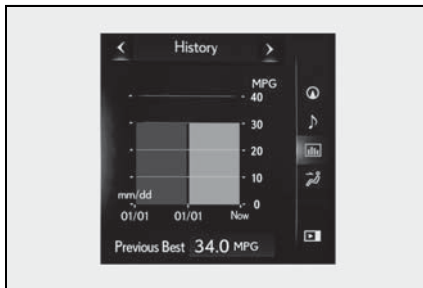 History
MPG
40
30
20
10
0
mm/dd
01/01 01/01 Now
Previous Best 34.0 MPG